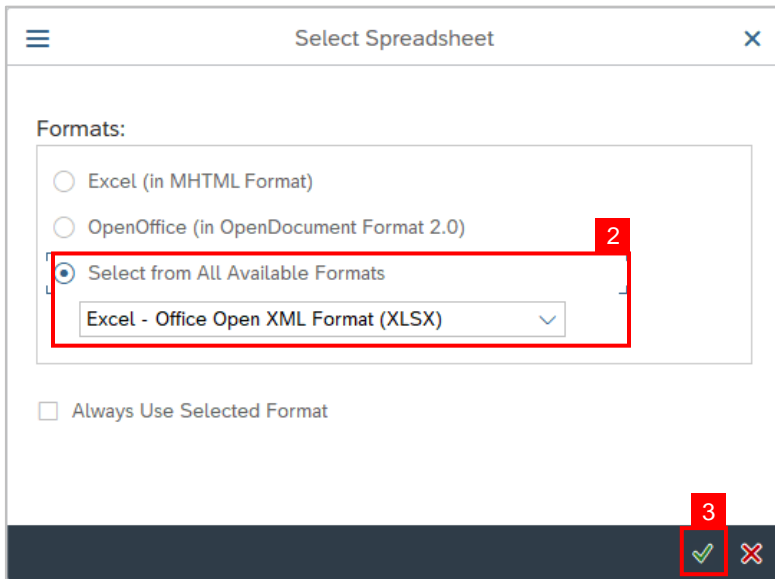 Select Spreadsheet
Formats:
Excel (in MHTML Format)
OpenOffice (in OpenDocument Format 2.0)
2
Select from All Available Formats
Excel - Office Open XML Format (XLSX)
Always Use Selected Format
3